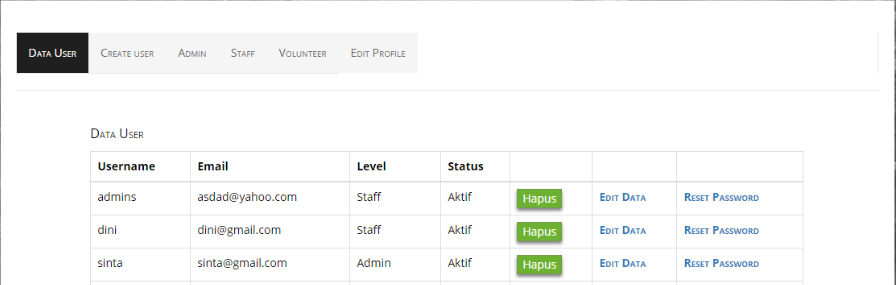 Data User Create user Admin Staff Volunteer Edit Profile
Data User
Username Email Level Status
admins asdad@yahoo.com Staff Aktif Hapus Edit Data Reset Password
dini dini@gmail.com Staff Aktif Hapus Edit Data Reset Password
sinta sinta@gmail.com Admin Aktif Hapus Edit Data Reset Password